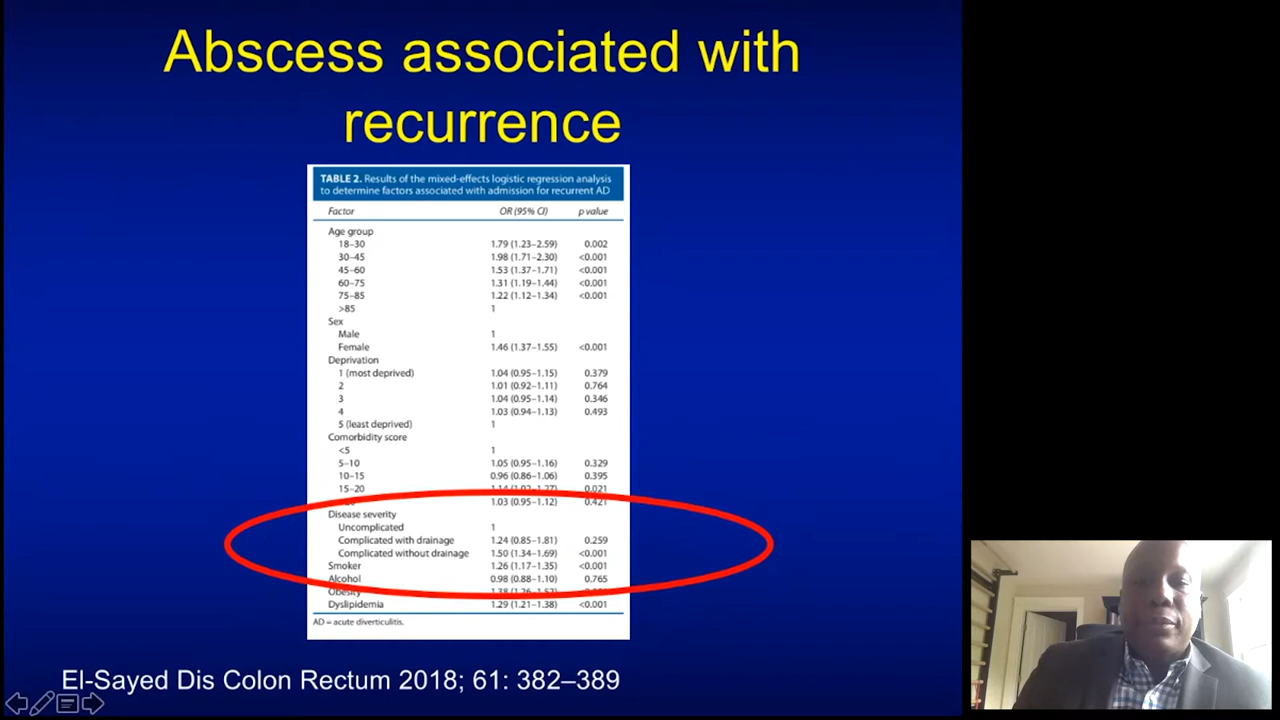 Abscess associated with
recurrence
TABLE 2. Results of the mixed-effects logistic regression analysis
to determine factors associated with admission for recurrent AD
Factor OR (95% CI) p value
Age group
18–30 1.79 (1.23–2.59) 0.002
30–45 1.98 (1.71–2.30) <0.001
45–60 1.53 (1.37–1.71) <0.001
60–75 1.31 (1.19–1.44) <0.001
75–85 1.22 (1.12–1.34) <0.001
>85 1
Sex
Male 1
Female 1.46 (1.37–1.55) <0.001
Deprivation
1 (most deprived) 1.04 (0.95–1.15) 0.379
2 1.01 (0.92–1.11) 0.764
3 1.04 (0.95–1.14) 0.346
4 1.03 (0.94–1.13) 0.493
5 (least deprived) 1
Comorbidity score
<5 1
5–10 1.05 (0.95–1.16) 0.329
10–15 0.96 (0.86–1.06) 0.395
15–20 1.14 (1.02–1.27) 0.021
1.03 (0.95–1.12) 0.421
Disease severity
Uncomplicated 1
Complicated with drainage 1.24 (0.85–1.81) 0.259
Complicated without drainage 1.50 (1.34–1.69) <0.001
Smoker 1.26 (1.17–1.35) <0.001
Alcohol 0.98 (0.88–1.10) 0.765
Obesity
Dyslipidemia 1.29 (1.21–1.38) <0.001
AD = acute diverticulitis.
El-Sayed Dis Colon Rectum 2018; 61: 382–389